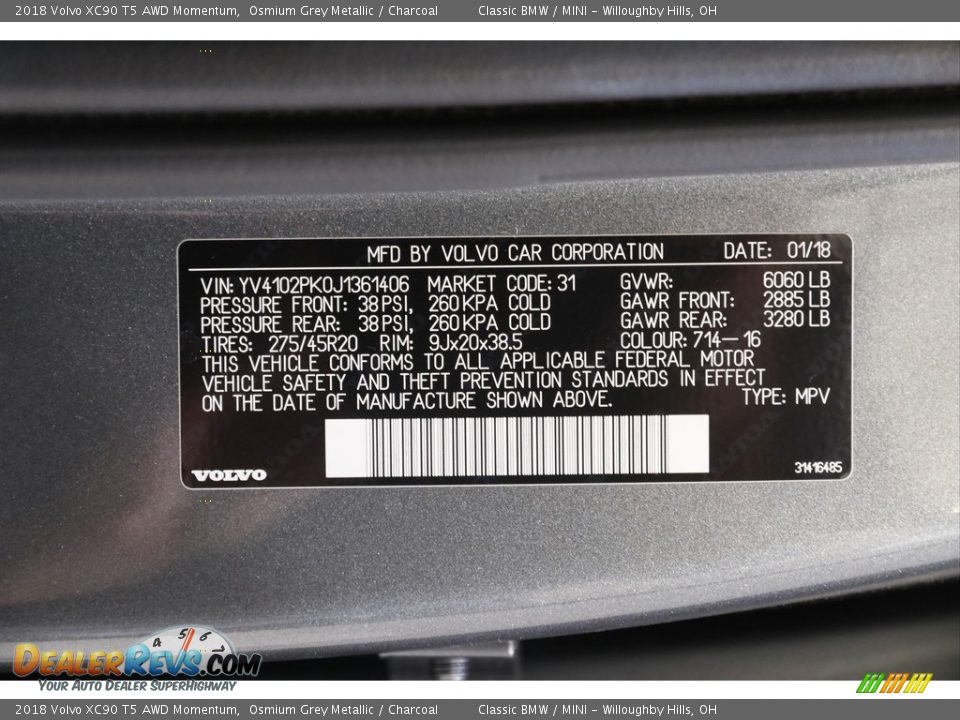 2018 Volvo XC90 T5 AWD Momentum, Osmium Grey Metallic / Charcoal Classic BMW / MINI - Willoughby Hills, OH
MFD BY VOLVO CAR CORPORATION DATE: 01/18
VIN: YV4102PK0J1361406 MARKET CODE: 31 GVWR: 6060 LB
PRESSURE FRONT: 38 PSI, 260 KPA COLD GAWR FRONT: 2885 LB
PRESSURE REAR: 38 PSI, 260 KPA COLD GAWR REAR: 3280 LB
TIRES: 275/45R20 RIM: 9Jx20x38.5 COLOUR: 714-16
THIS VEHICLE CONFORMS TO ALL APPLICABLE FEDERAL MOTOR
VEHICLE SAFETY AND THEFT PREVENTION STANDARDS IN EFFECT
ON THE DATE OF MANUFACTURE SHOWN ABOVE. TYPE: MPV
VOLVO 31416485
4 5 6 7
DEALERREVS.COM
YOUR AUTO DEALER SUPERHIGHWAY
2018 Volvo XC90 T5 AWD Momentum, Osmium Grey Metallic / Charcoal Classic BMW / MINI - Willoughby Hills, OH